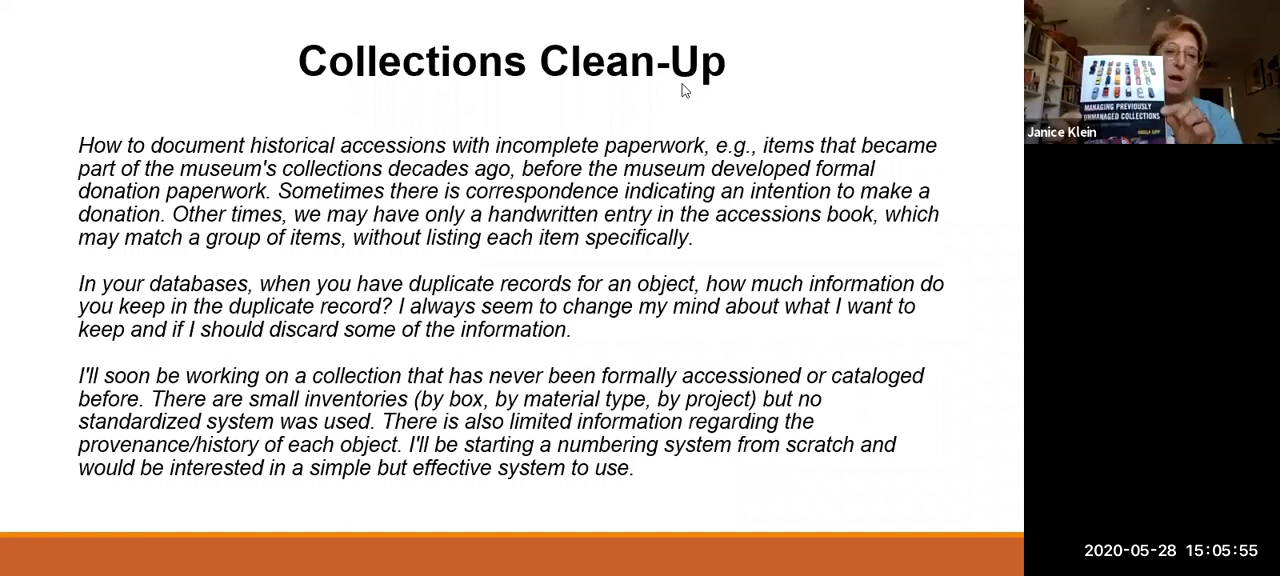 Collections Clean-Up
How to document historical accessions with incomplete paperwork, e.g., items that became
part of the museum's collections decades ago, before the museum developed formal
donation paperwork. Sometimes there is correspondence indicating an intention to make a
donation. Other times, we may have only a handwritten entry in the accessions book, which
may match a group of items, without listing each item specifically.
In your databases, when you have duplicate records for an object, how much information do
you keep in the duplicate record? I always seem to change my mind about what I want to
keep and if I should discard some of the information.
I'll soon be working on a collection that has never been formally accessioned or cataloged
before. There are small inventories (by box, by material type, by project) but no
standardized system was used. There is also limited information regarding the
provenance/history of each object. I'll be starting a numbering system from scratch and
would be interested in a simple but effective system to use.
MANAGING PREVIOUSLY
UNMANAGED COLLECTIONS
Janice Klein
2020-05-28 15:05:55